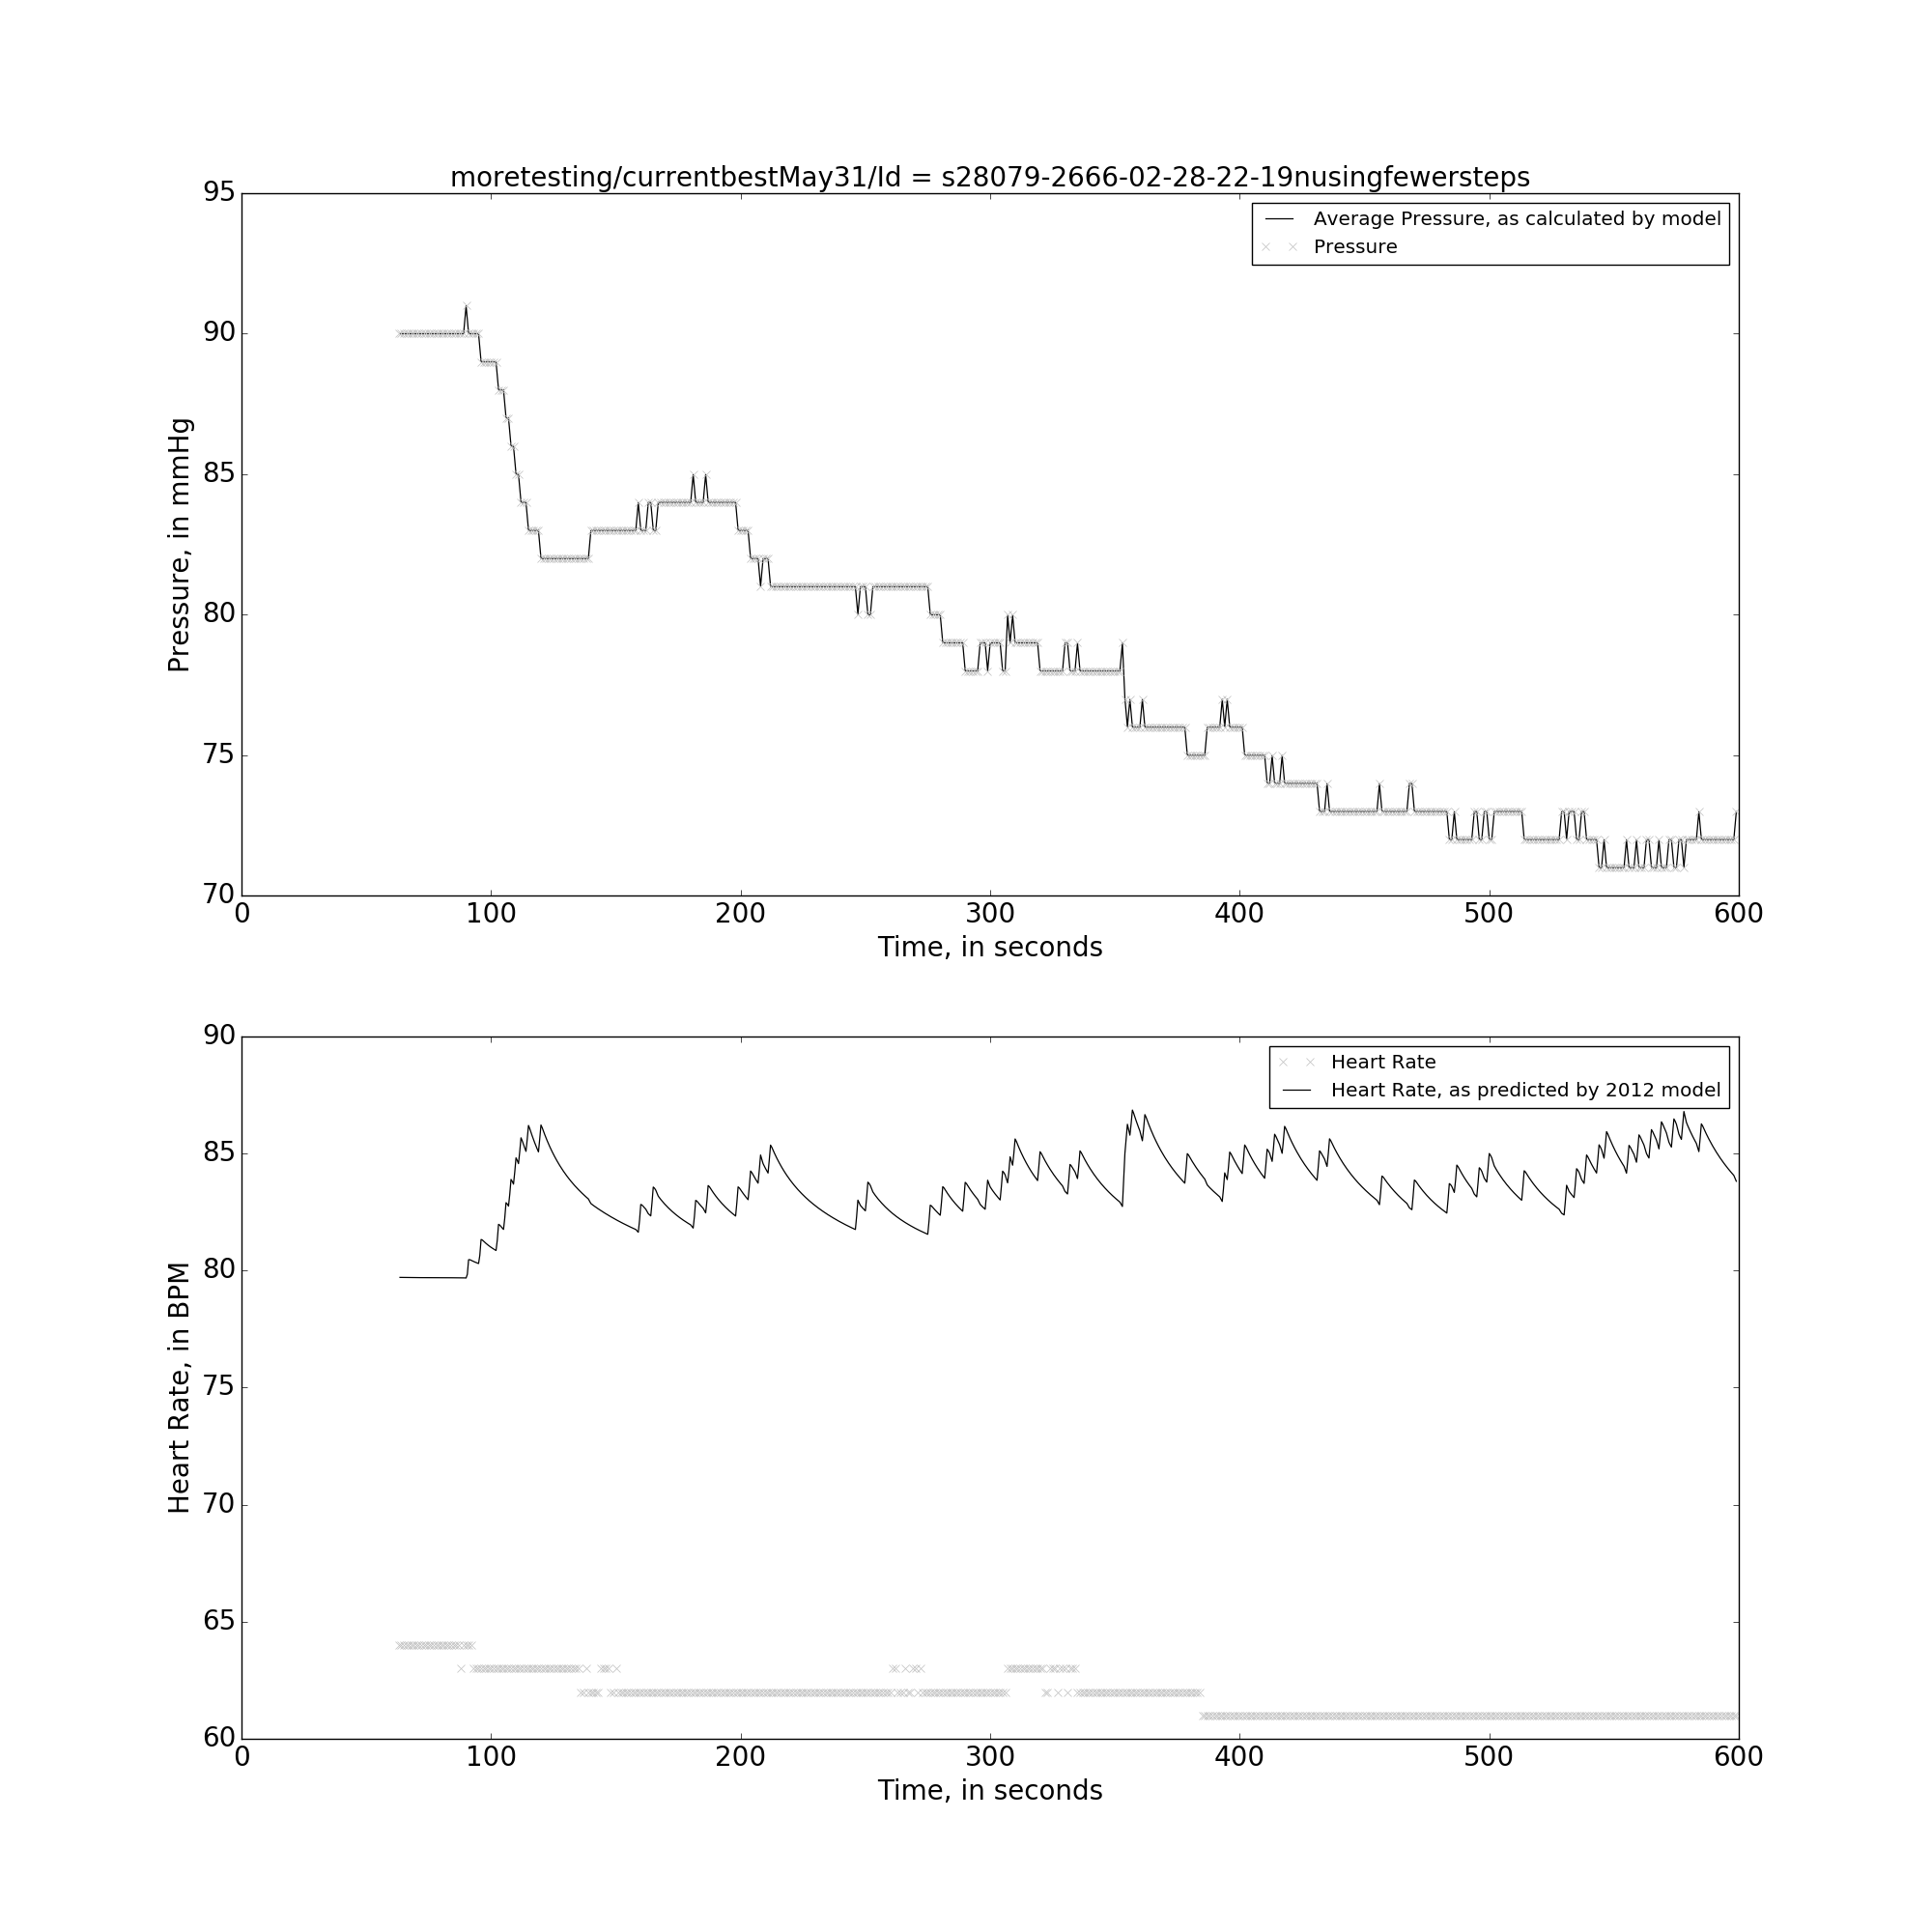 moretesting/currentbestMay31/Id = s28079-2666-02-28-22-19nusingfewersteps
95
90
85
80
75
70
Pressure, in mmHg
Average Pressure, as calculated by model
Pressure
0 100 200 300 400 500 600
Time, in seconds
90
85
80
75
70
65
60
Heart Rate, in BPM
Heart Rate
Heart Rate, as predicted by 2012 model
0 100 200 300 400 500 600
Time, in seconds